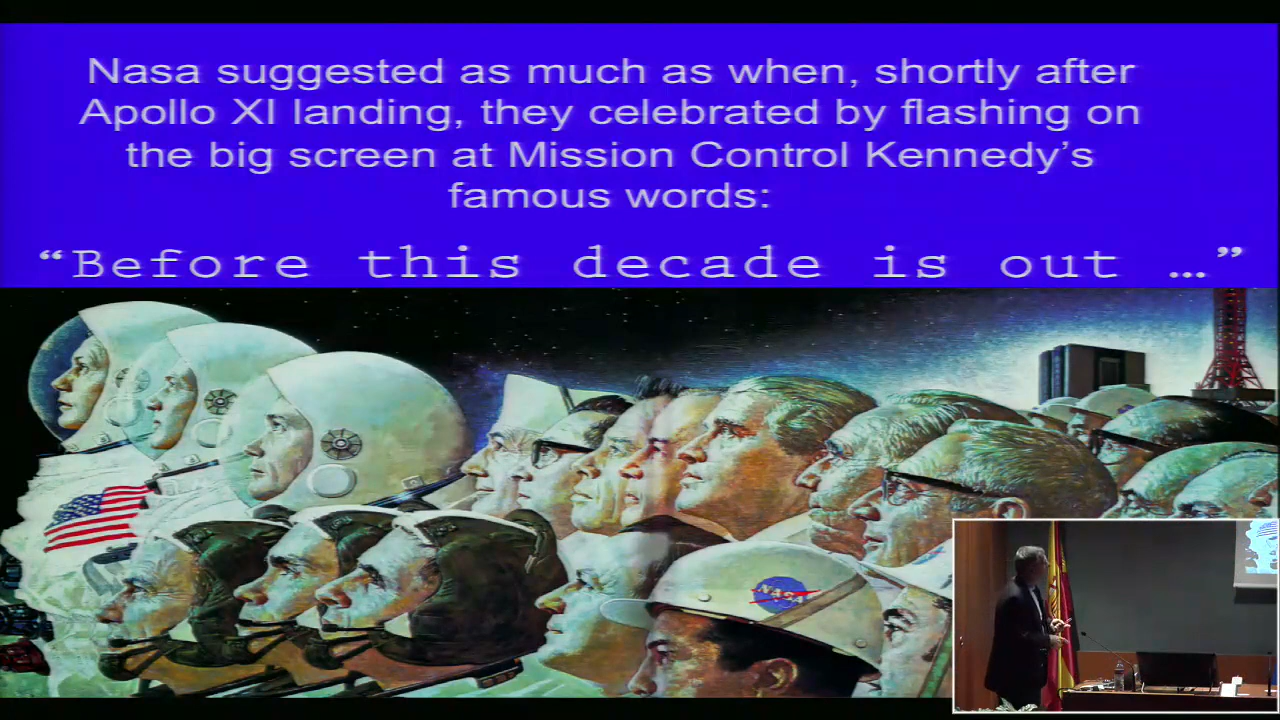 Nasa suggested as much as when, shortly after
Apollo XI landing, they celebrated by flashing on
the big screen at Mission Control Kennedy’s
famous words:
“Before this decade is out …”
NASA